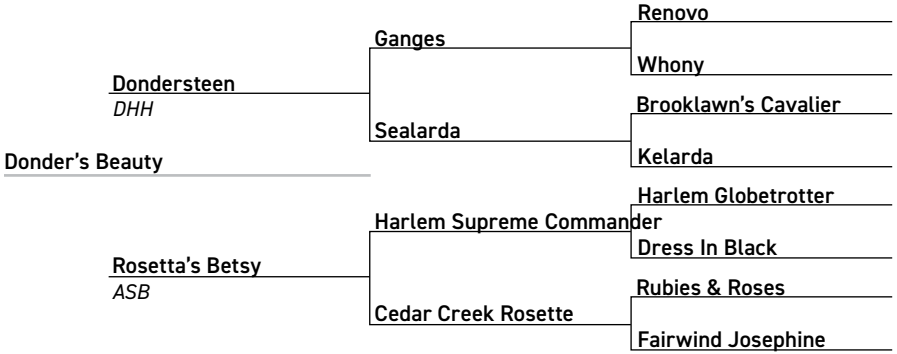 Renovo
Ganges
Whony
Dondersteen
DHH
Brooklawn's Cavalier
Sealarda
Kelarda
Donder's Beauty
Harlem Globetrotter
Harlem Supreme Commander
Dress In Black
Rosetta's Betsy
ASB
Rubies & Roses
Cedar Creek Rosette
Fairwind Josephine